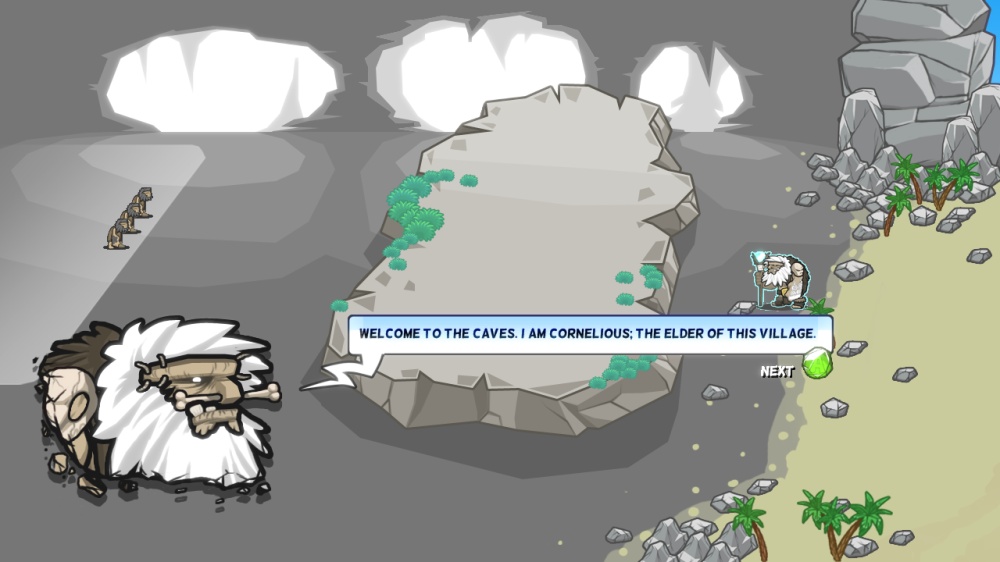 WELCOME TO THE CAVES. I AM CORNELIOUS; THE ELDER OF THIS VILLAGE.
NEXT